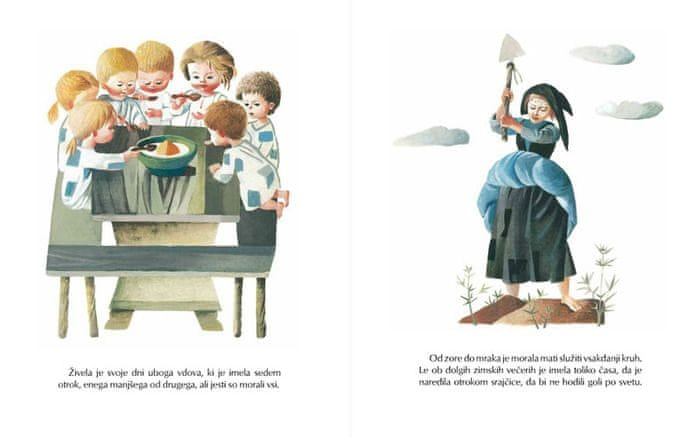 Živela je svoje dni uboga vdova, ki je imela sedem
otrok, enega manjšega od drugega, ali jesti so morali vsi.
Od zore do mraka je morala mati služiti vsakdanji kruh.
Le ob dolgih zimskih večerih je imela toliko časa, da je
naredila otrokom srajčice, da bi ne hodili goli po svetu.